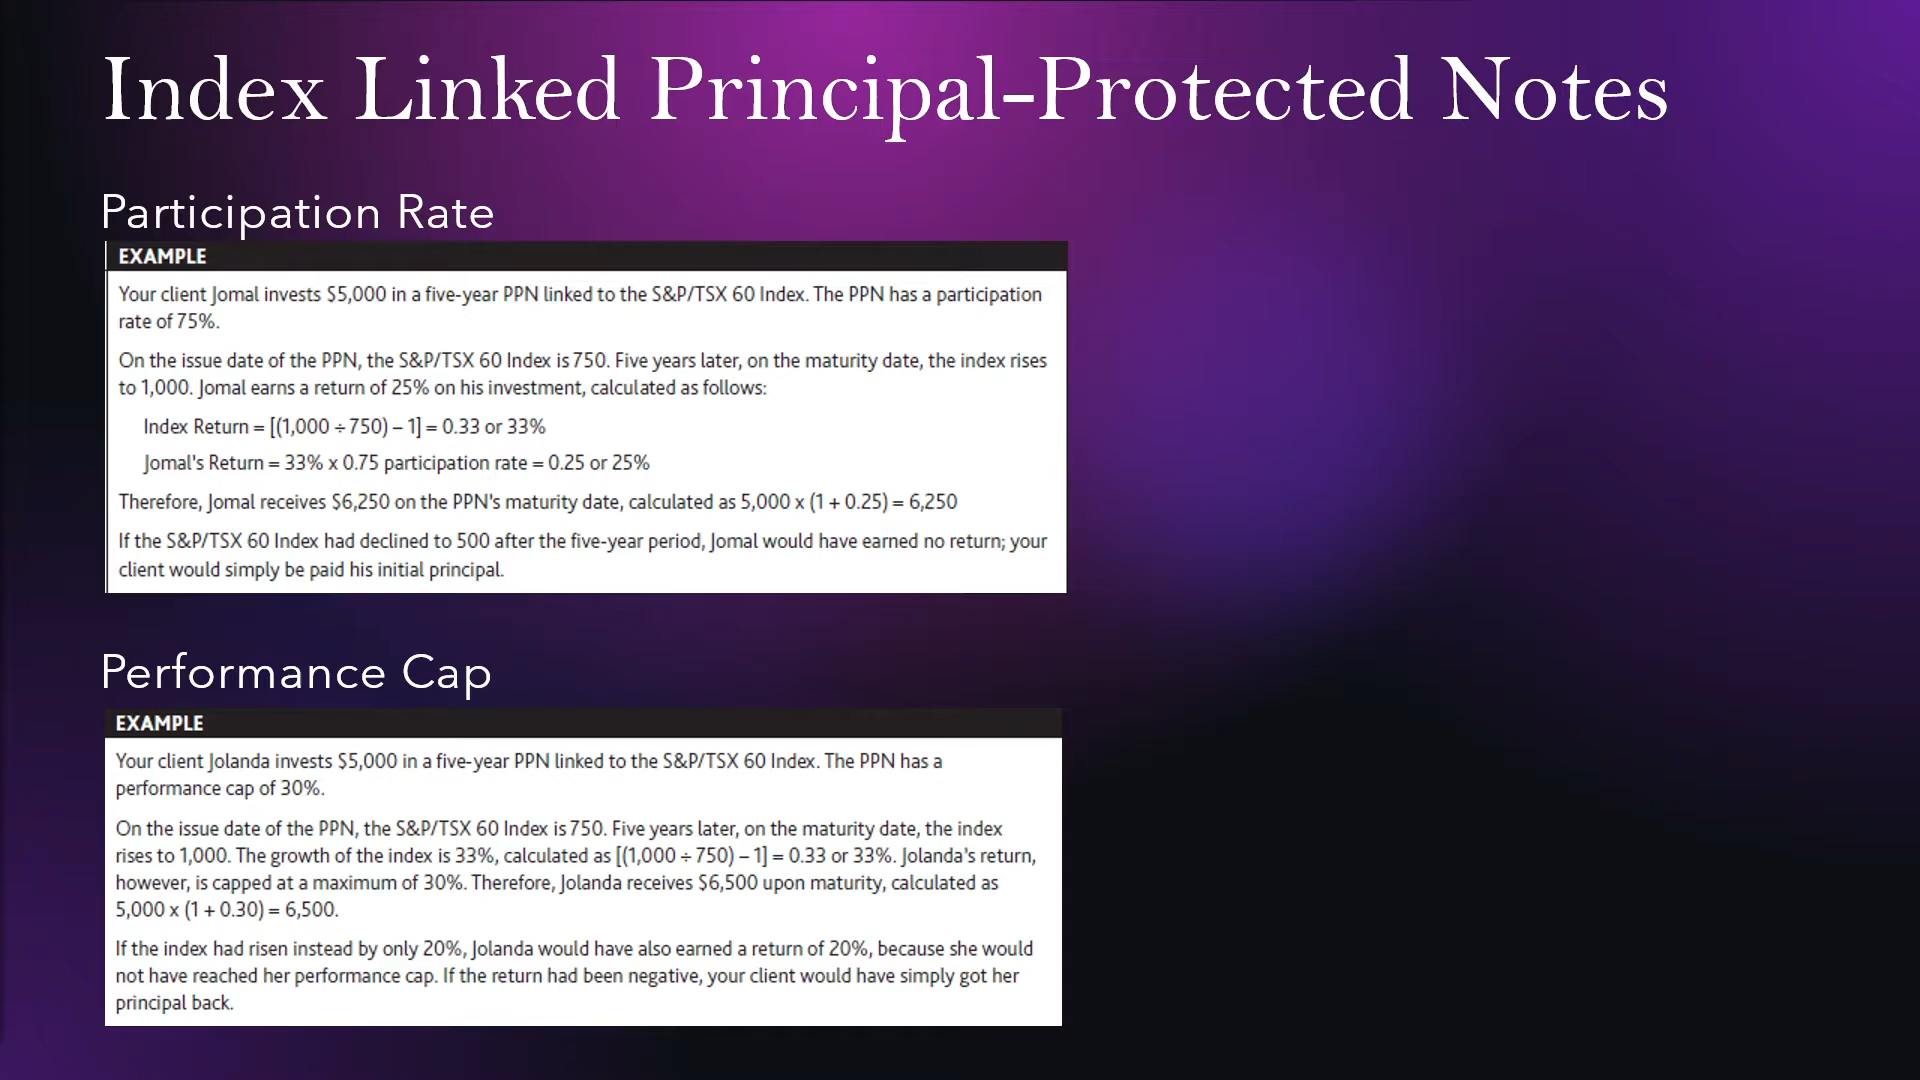 Index Linked Principal-Protected Notes
Participation Rate
EXAMPLE
Your client Jomal invests $5,000 in a five-year PPN linked to the S&P/TSX 60 Index. The PPN has a participation
rate of 75%.
On the issue date of the PPN, the S&P/TSX 60 Index is 750. Five years later, on the maturity date, the index rises
to 1,000. Jomal earns a return of 25% on his investment, calculated as follows:
Index Return = [(1,000 ÷ 750) – 1] = 0.33 or 33%
Jomal's Return = 33% x 0.75 participation rate = 0.25 or 25%
Therefore, Jomal receives $6,250 on the PPN's maturity date, calculated as 5,000 x (1 + 0.25) = 6,250
If the S&P/TSX 60 Index had declined to 500 after the five-year period, Jomal would have earned no return; your
client would simply be paid his initial principal.
Performance Cap
EXAMPLE
Your client Jolanda invests $5,000 in a five-year PPN linked to the S&P/TSX 60 Index. The PPN has a
performance cap of 30%.
On the issue date of the PPN, the S&P/TSX 60 Index is 750. Five years later, on the maturity date, the index
rises to 1,000. The growth of the index is 33%, calculated as [(1,000 ÷ 750) – 1] = 0.33 or 33%. Jolanda's return,
however, is capped at a maximum of 30%. Therefore, Jolanda receives $6,500 upon maturity, calculated as
5,000 x (1 + 0.30) = 6,500.
If the index had risen instead by only 20%, Jolanda would have also earned a return of 20%, because she would
not have reached her performance cap. If the return had been negative, your client would have simply got her
principal back.